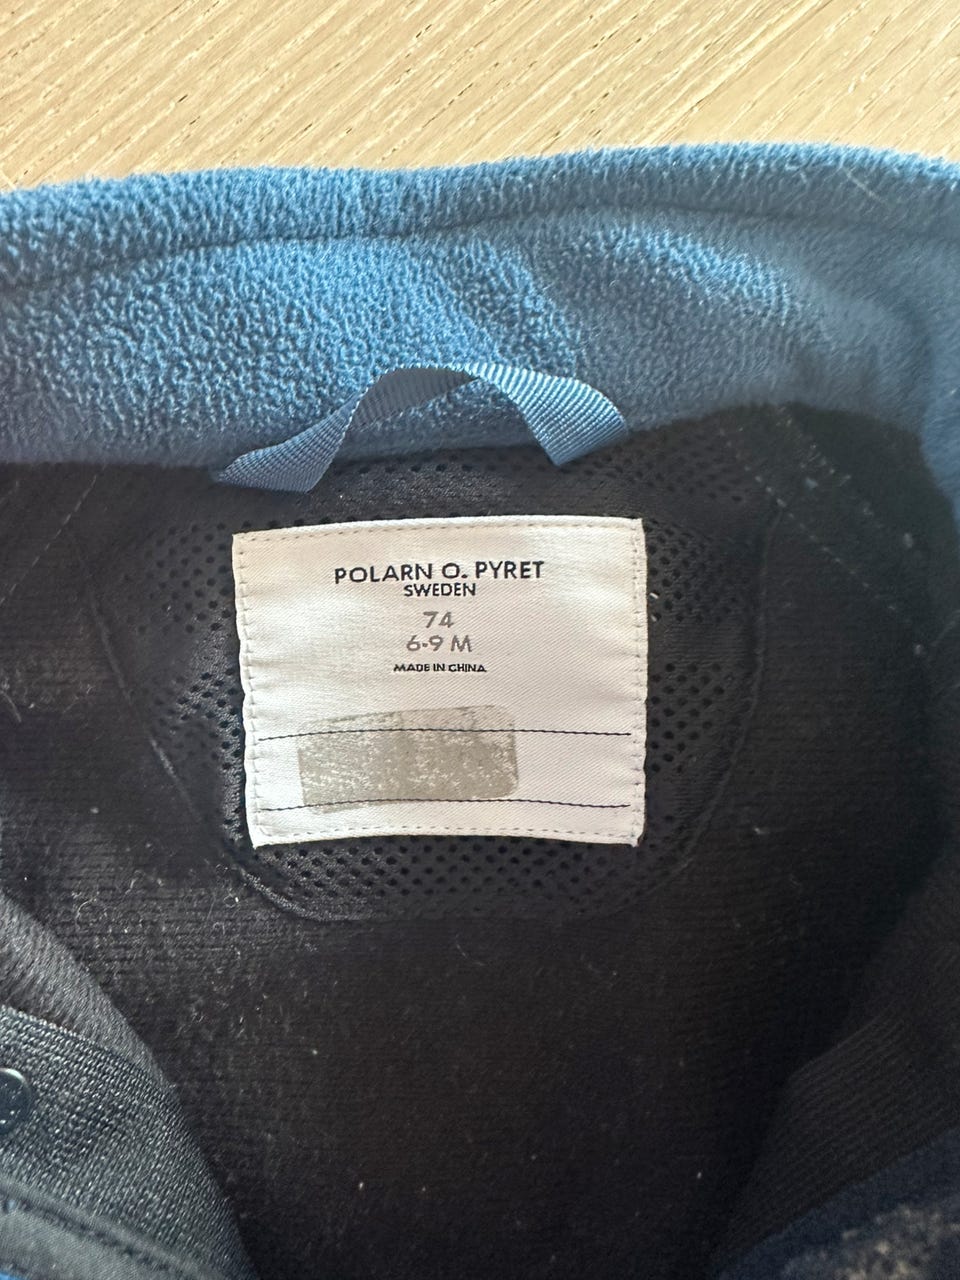 POLARN O. PYRET
SWEDEN
74
6-9 M
MADE IN CHINA